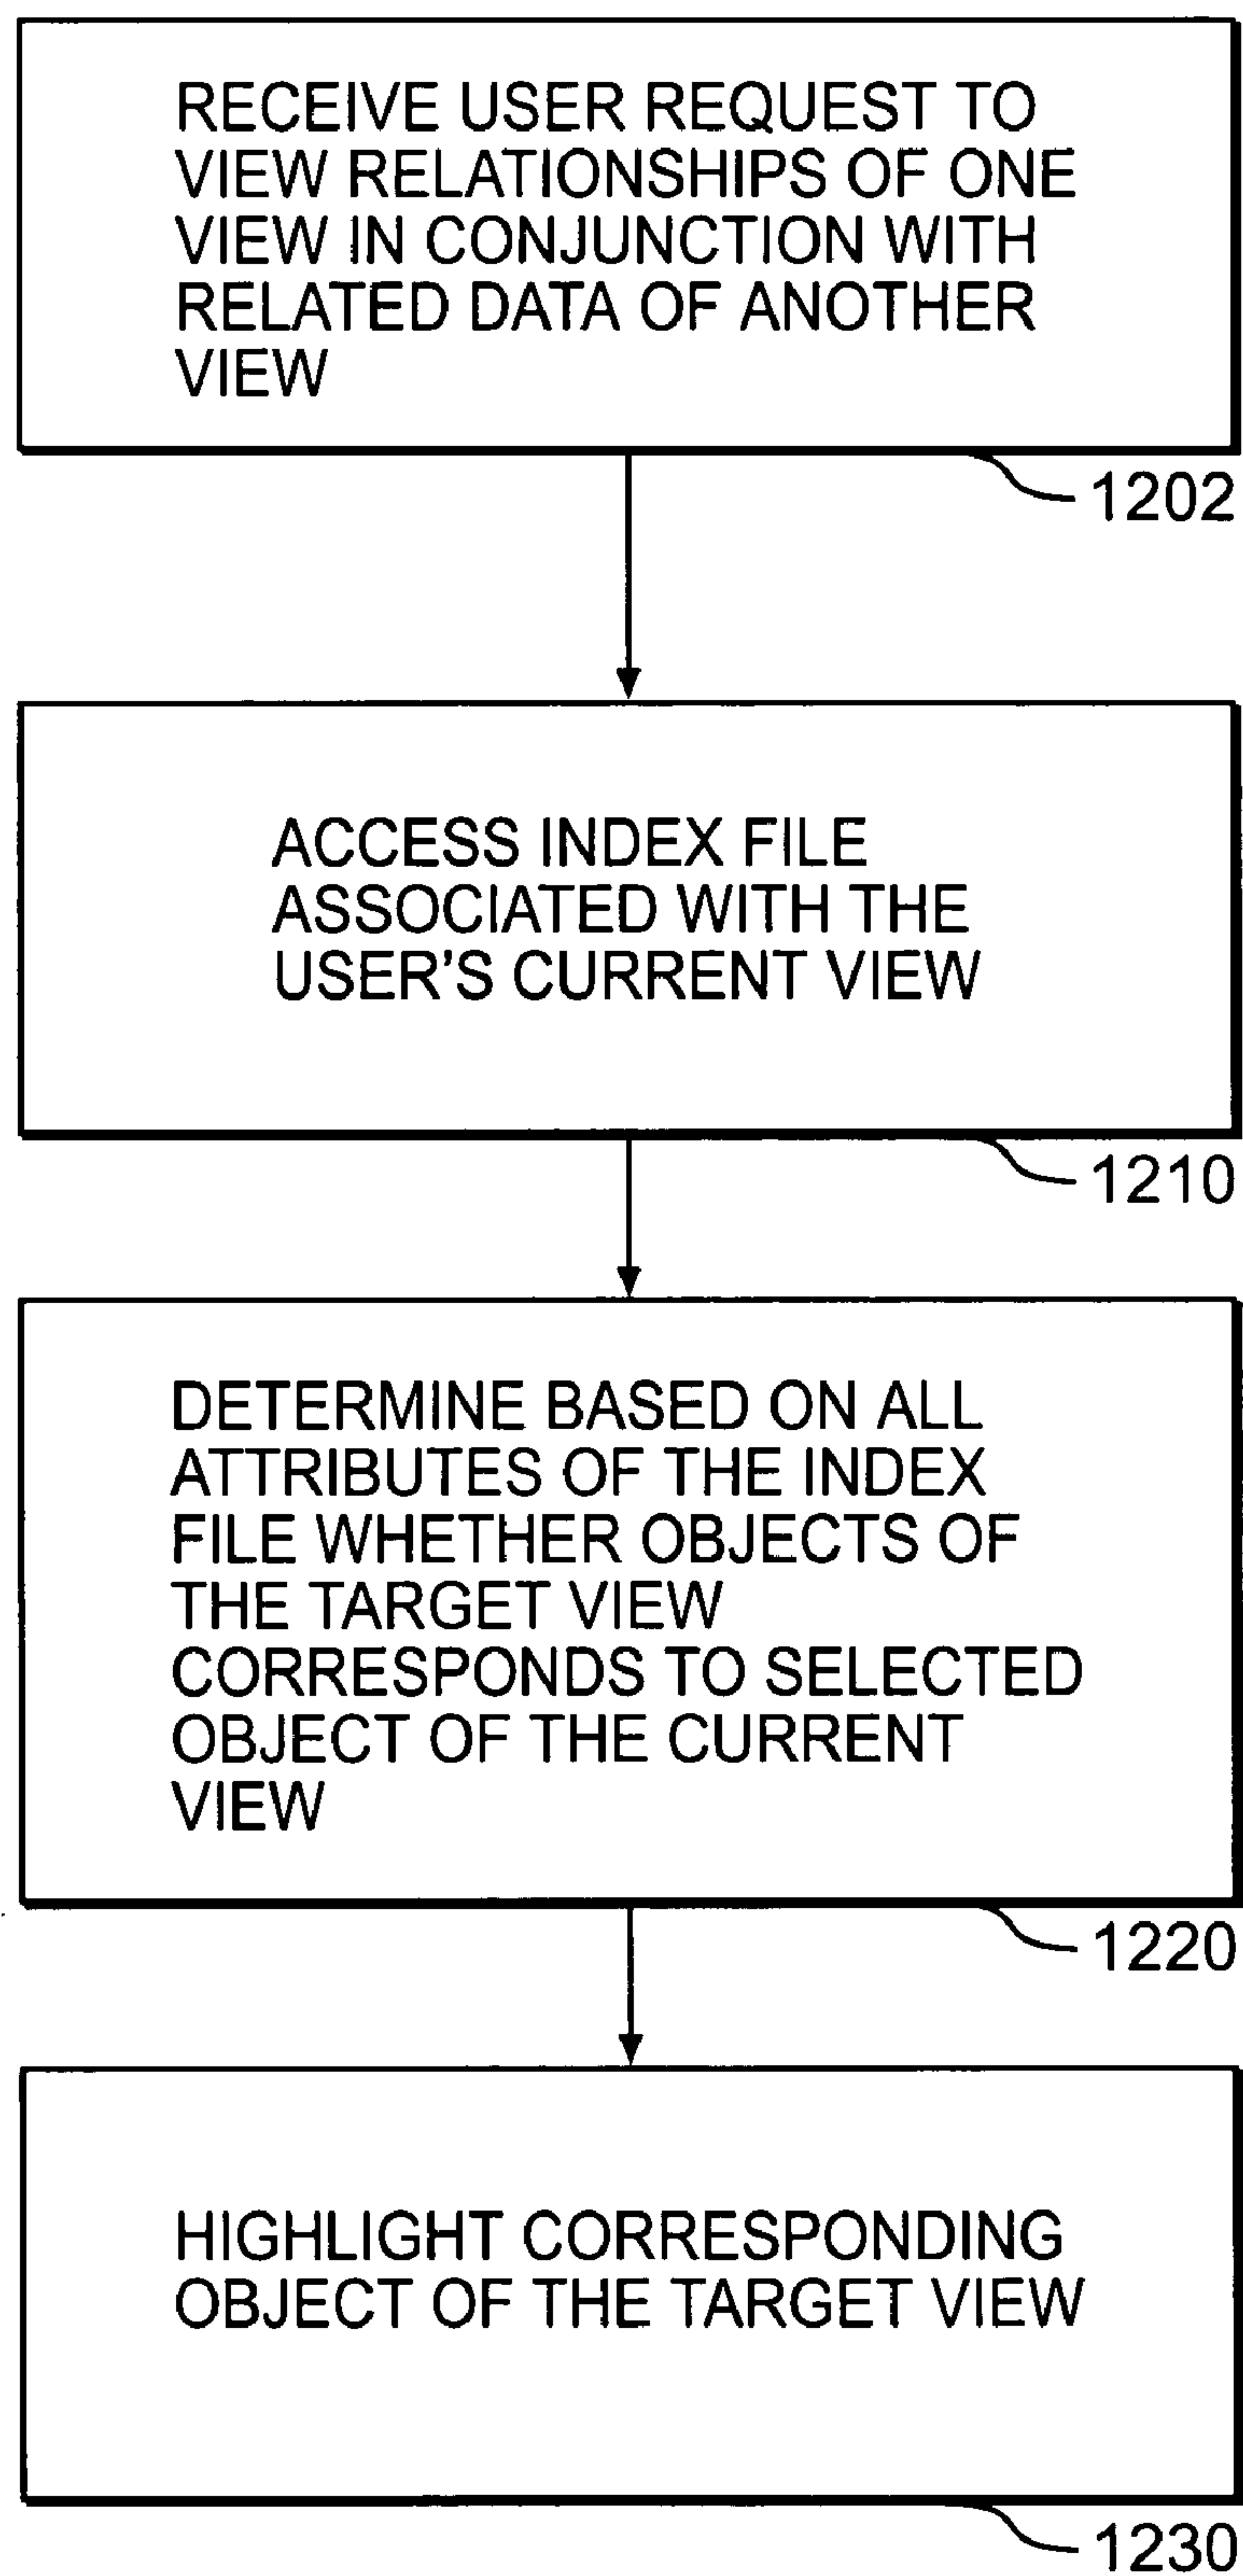 RECEIVE USER REQUEST TO
VIEW RELATIONSHIPS OF ONE
VIEW IN CONJUNCTION WITH
RELATED DATA OF ANOTHER
VIEW
1202
ACCESS INDEX FILE
ASSOCIATED WITH THE
USER'S CURRENT VIEW
1210
DETERMINE BASED ON ALL
ATTRIBUTES OF THE INDEX
FILE WHETHER OBJECTS OF
THE TARGET VIEW
CORRESPONDS TO SELECTED
OBJECT OF THE CURRENT
VIEW
1220
HIGHLIGHT CORRESPONDING
OBJECT OF THE TARGET VIEW
1230